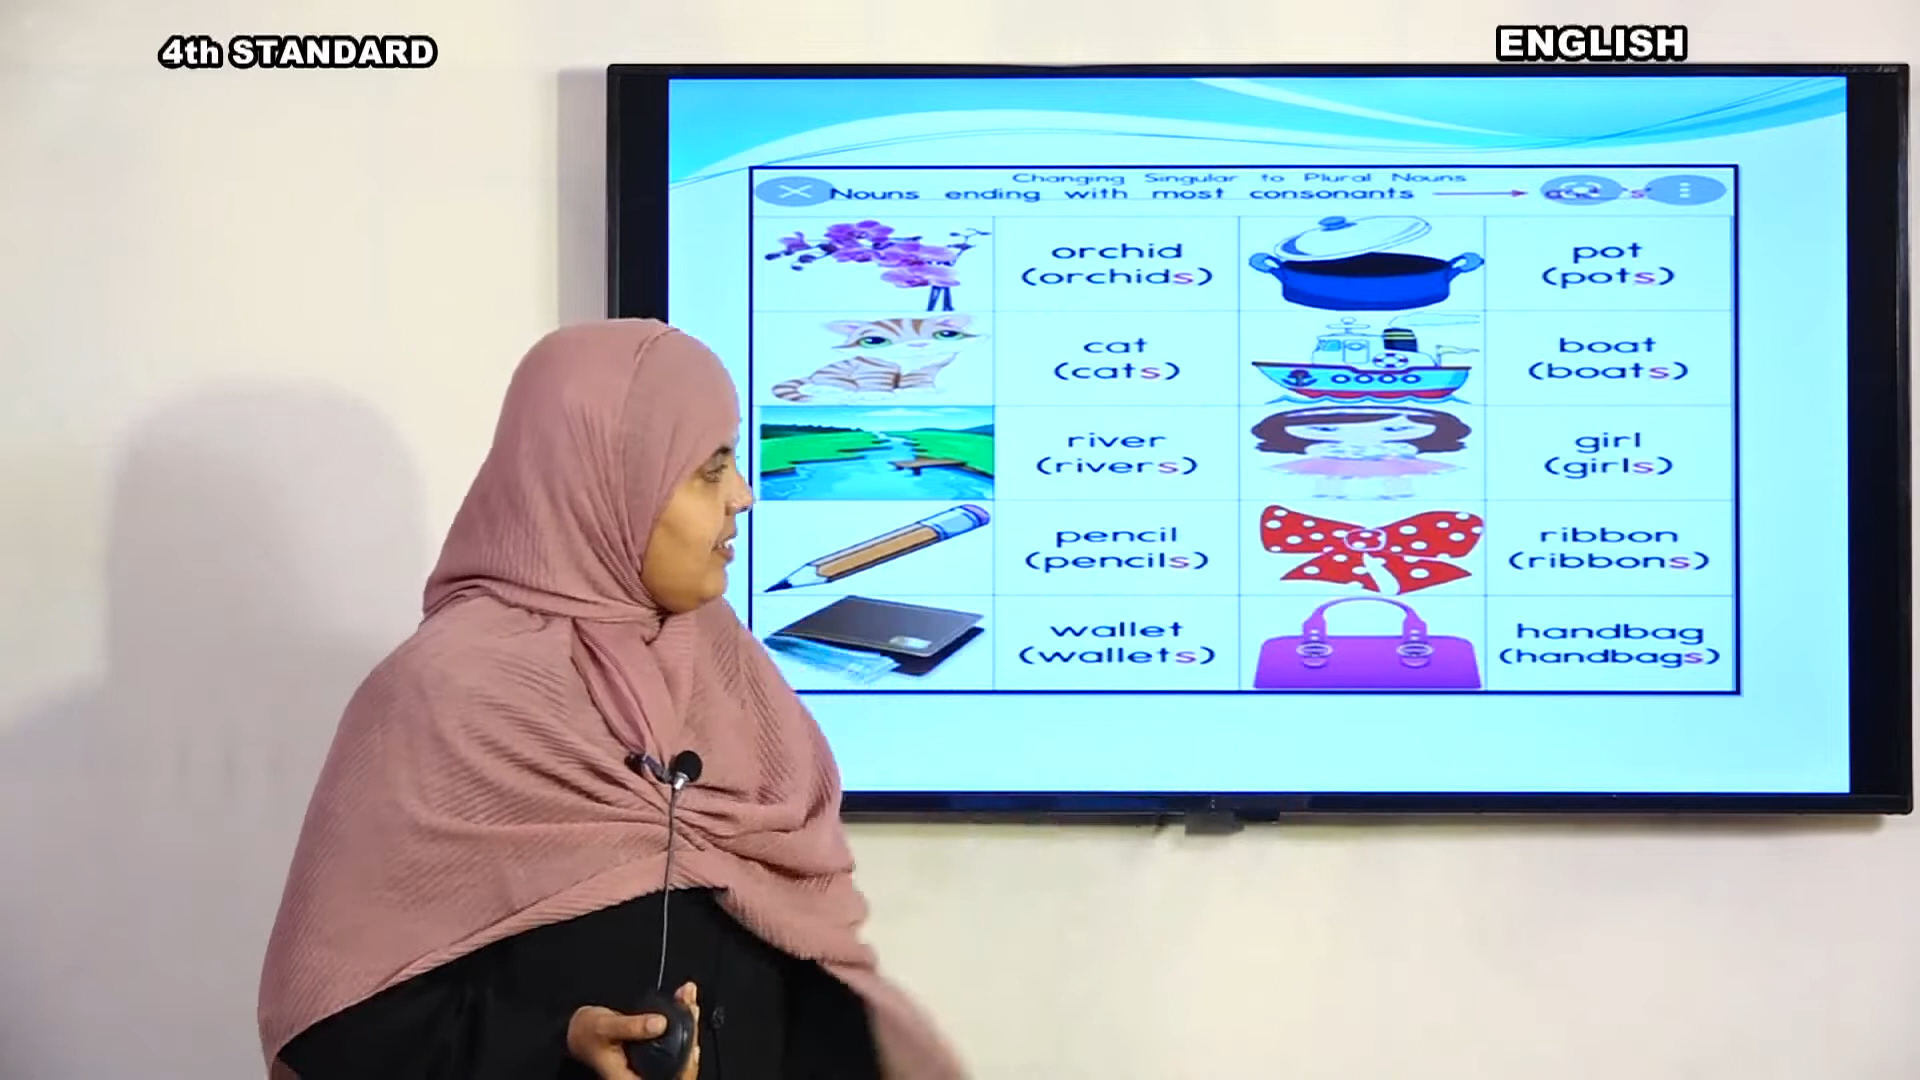 4th STANDARD
ENGLISH
Changing Singular to Plural Nouns
Nouns ending with most consonants
orchid
(orchids)
pot
(pots)
cat
(cats)
boat
(boats)
river
(rivers)
girl
(girls)
pencil
(pencils)
ribbon
(ribbons)
wallet
(wallets)
handbag
(handbags)